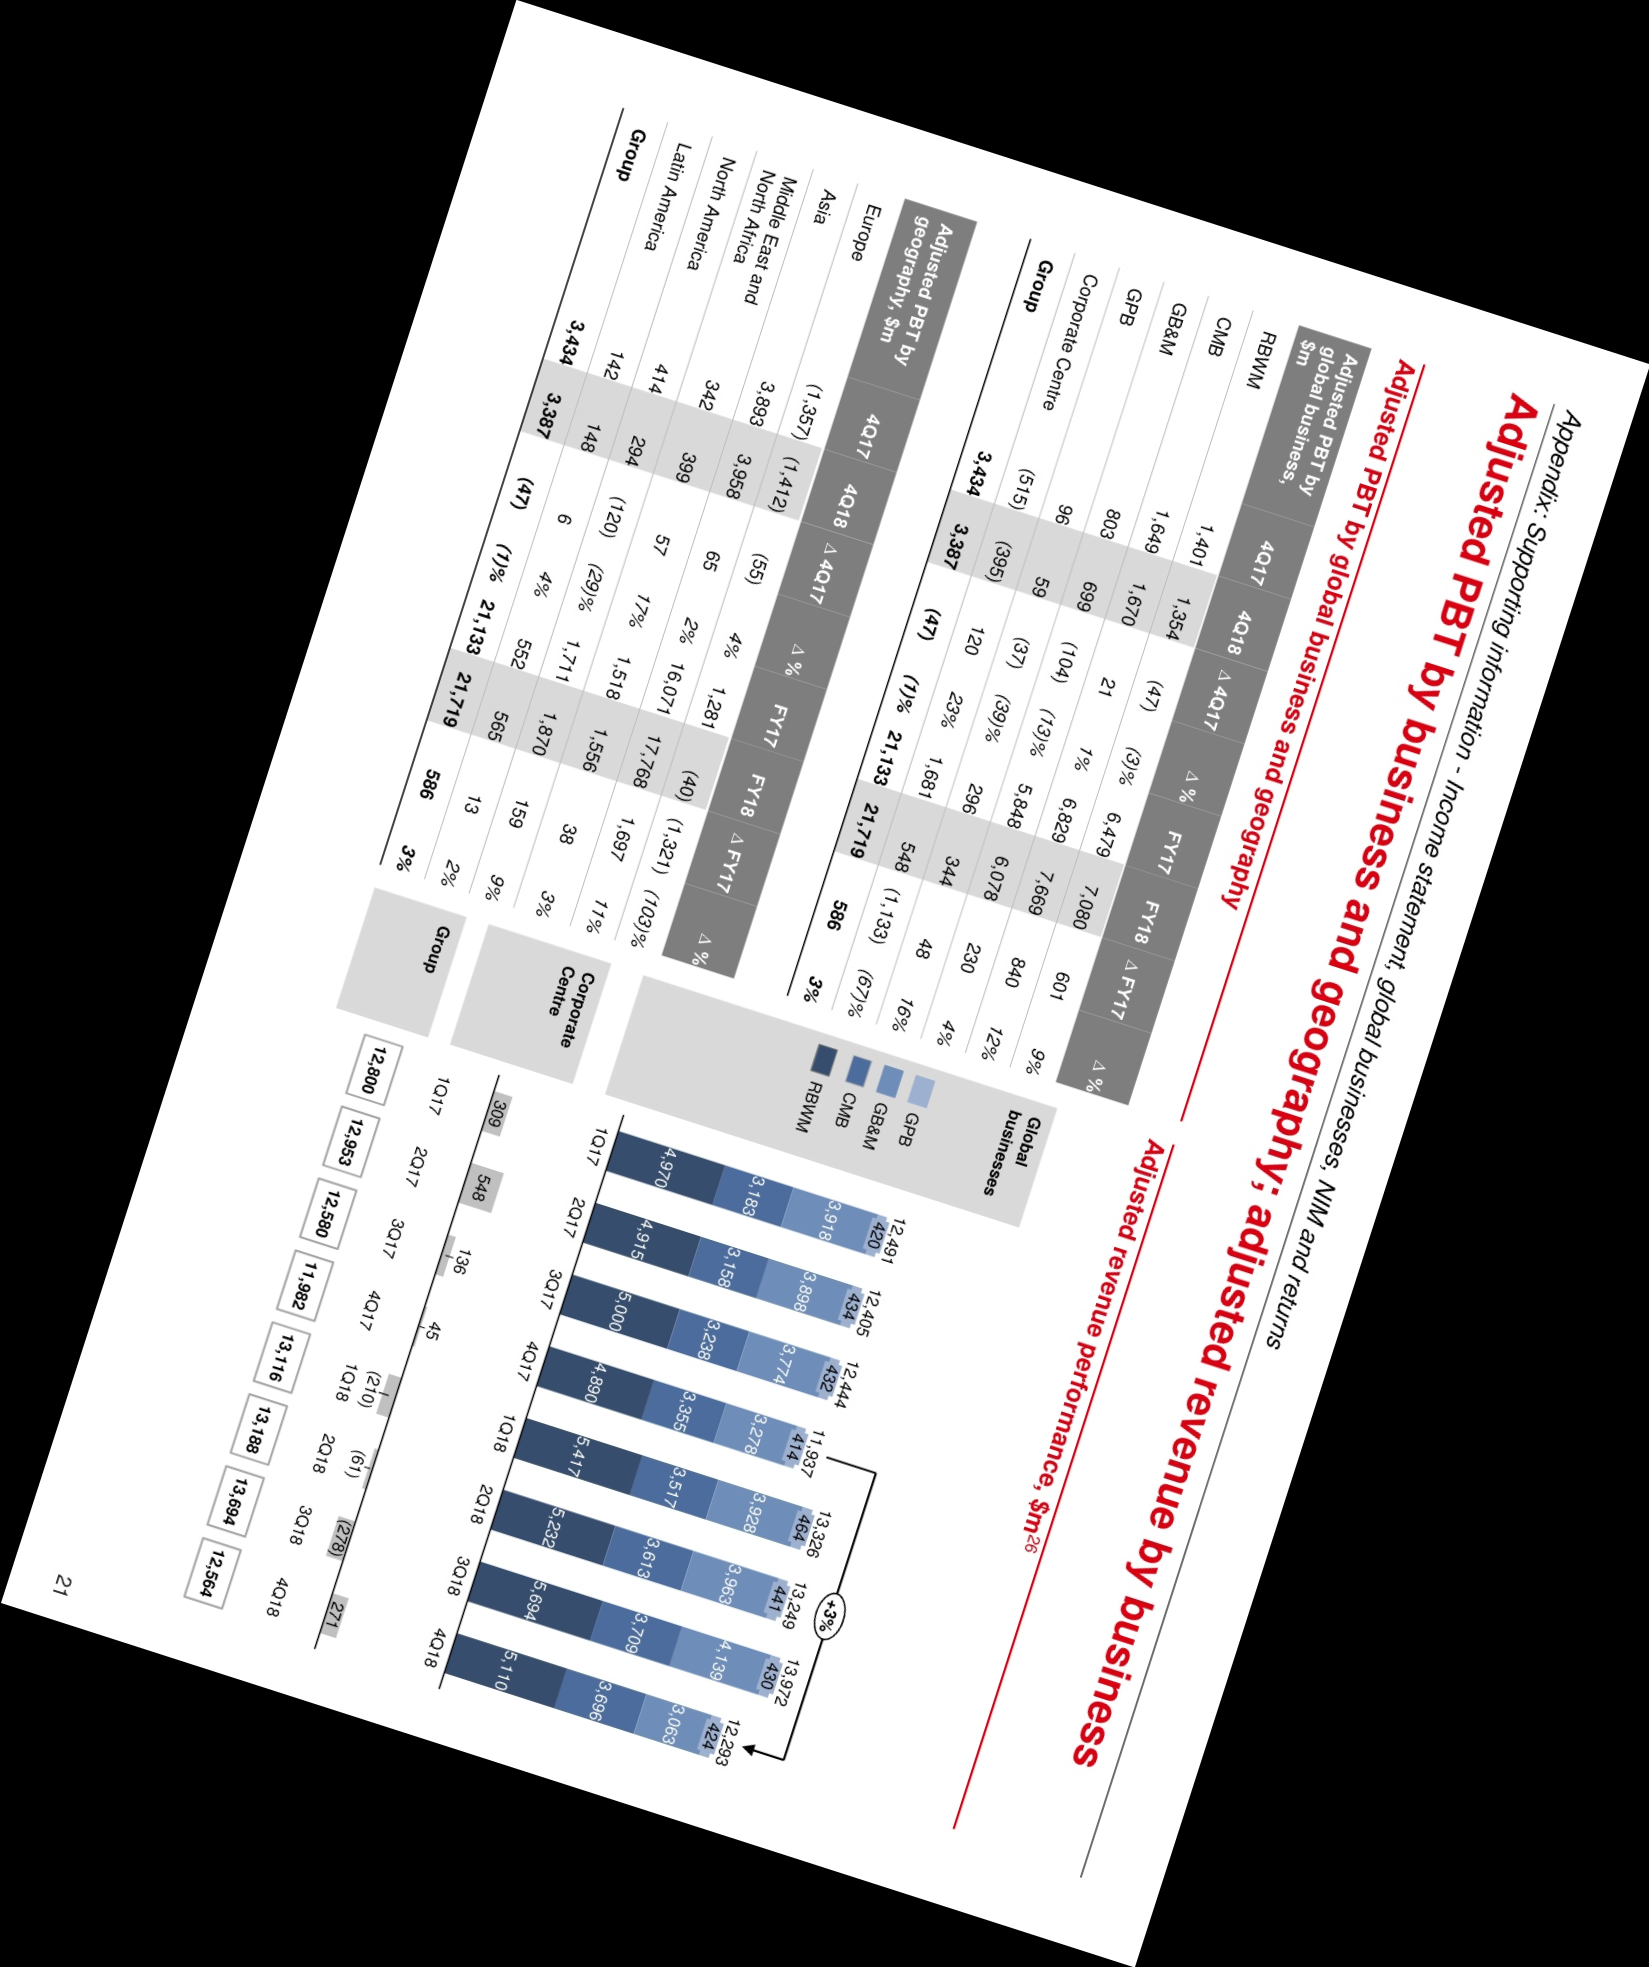 Appendix: Supporting information - Income statement, global businesses, NIM and returns
Adjusted PBT by business and geography; adjusted revenue by business
Adjusted PBT by global business and geography
Adjusted PBT by
global business,
$m
4Q17 4Q18 Δ 4Q17 Δ % FY17 FY18 Δ FY17 Δ %
RBWM 1,401 1,354 (47) (3)% 6,479 7,080 601 9%
CMB 1,649 1,670 21 1% 6,829 7,669 840 12%
GB&M 803 699 (104) (13)% 5,848 6,078 230 4%
GPB 96 59 (37) (39)% 296 344 48 16%
Corporate Centre (515) (395) 120 23% 1,681 548 (1,133) (67)%
Group 3,434 3,387 (47) (1)% 21,133 21,719 586 3%
Adjusted PBT by
geography, $m
4Q17 4Q18 Δ 4Q17 Δ % FY17 FY18 Δ FY17 Δ %
Europe (1,357) (1,412) (55) 4% 1,281 (40) (1,321) (103)%
Asia 3,893 3,958 65 2% 16,071 17,768 1,697 11%
Middle East and
North Africa 342 399 57 17% 1,518 1,556 38 3%
North America 414 294 (120) (29)% 1,711 1,870 159 9%
Latin America 142 148 6 4% 552 565 13 2%
Group 3,434 3,387 (47) (1)% 21,133 21,719 586 3%
Adjusted revenue performance, $m26
Global
businesses
GPB
GB&M
CMB
RBWM
+3%
12,491 12,405 12,444 11,937 13,326 13,249 13,972 12,293
420 434 432 414 464 441 430 424
3,918 3,898 3,774 3,278 3,928 3,963 4,139 3,063
3,183 3,158 3,238 3,355 3,517 3,613 3,709 3,696
4,970 4,915 5,000 4,890 5,417 5,232 5,694 5,110
1Q17 2Q17 3Q17 4Q17 1Q18 2Q18 3Q18 4Q18
Corporate
Centre
309 548 136 45 (210) (61) (278) 271
1Q17 2Q17 3Q17 4Q17 1Q18 2Q18 3Q18 4Q18
Group
12,800 12,953 12,580 11,982 13,116 13,188 13,694 12,564
21